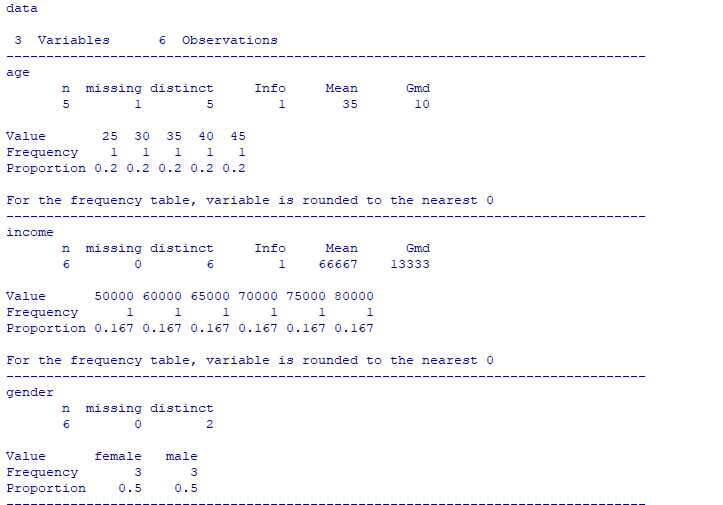 data
3 Variables 6 Observations
--------------------------------------------------------------------------------
age
n missing distinct Info Mean Gmd
5 1 5 1 35 10
Value 25 30 35 40 45
Frequency 1 1 1 1 1
Proportion 0.2 0.2 0.2 0.2 0.2
For the frequency table, variable is rounded to the nearest 0
--------------------------------------------------------------------------------
income
n missing distinct Info Mean Gmd
6 0 6 1 66667 13333
Value 50000 60000 65000 70000 75000 80000
Frequency 1 1 1 1 1 1
Proportion 0.167 0.167 0.167 0.167 0.167 0.167
For the frequency table, variable is rounded to the nearest 0
--------------------------------------------------------------------------------
gender
n missing distinct
6 0 2
Value female male
Frequency 3 3
Proportion 0.5 0.5
--------------------------------------------------------------------------------